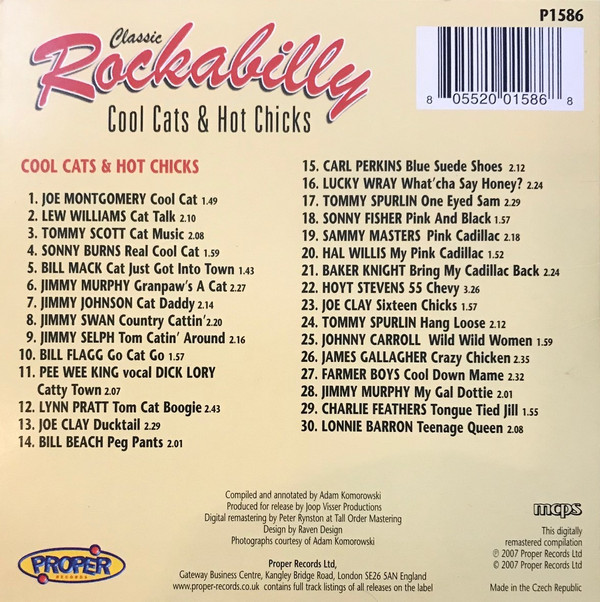 Classic
Rockabilly
Cool Cats & Hot Chicks
P1586
8 05520 01586 8
COOL CATS & HOT CHICKS
1. JOE MONTGOMERY Cool Cat 1.49
2. LEW WILLIAMS Cat Talk 2.10
3. TOMMY SCOTT Cat Music 2.08
4. SONNY BURNS Real Cool Cat 1.59
5. BILL MACK Cat Just Got Into Town 1.43
6. JIMMY MURPHY Granpaw's A Cat 2.27
7. JIMMY JOHNSON Cat Daddy 2.14
8. JIMMY SWAN Country Cattin' 2.20
9. JIMMY SELPH Tom Catin' Around 2.16
10. BILL FLAGG Go Cat Go 1.57
11. PEE WEE KING vocal DICK LORY
Catty Town 2.07
12. LYNN PRATT Tom Cat Boogie 2.43
13. JOE CLAY Ducktail 2.29
14. BILL BEACH Peg Pants 2.01
15. CARL PERKINS Blue Suede Shoes 2.12
16. LUCKY WRAY What'cha Say Honey? 2.24
17. TOMMY SPURLIN One Eyed Sam 2.29
18. SONNY FISHER Pink And Black 1.57
19. SAMMY MASTERS Pink Cadillac 2.18
20. HAL WILLIS My Pink Cadillac 1.52
21. BAKER KNIGHT Bring My Cadillac Back 2.24
22. HOYT STEVENS 55 Chevy 3.26
23. JOE CLAY Sixteen Chicks 1.57
24. TOMMY SPURLIN Hang Loose 2.12
25. JOHNNY CARROLL Wild Wild Women 1.59
26. JAMES GALLAGHER Crazy Chicken 2.35
27. FARMER BOYS Cool Down Mame 2.32
28. JIMMY MURPHY My Gal Dottie 2.01
29. CHARLIE FEATHERS Tongue Tied Jill 1.55
30. LONNIE BARRON Teenage Queen 2.08
Compiled and annotated by Adam Komorowski
Produced for release by Joop Visser Productions
Digital remastering by Peter Rynston at Tall Order Mastering
Design by Raven Design
Photographs courtesy of Adam Komorowski
Proper Records Ltd,
Gateway Business Centre, Kangley Bridge Road, London SE26 5AN England
www.proper-records.co.uk contains full track listings of all releases on the label
PROPER
RECORDS
mcps
This digitally
remastered compilation
℗ 2007 Proper Records Ltd
© 2007 Proper Records Ltd
Made in the Czech Republic